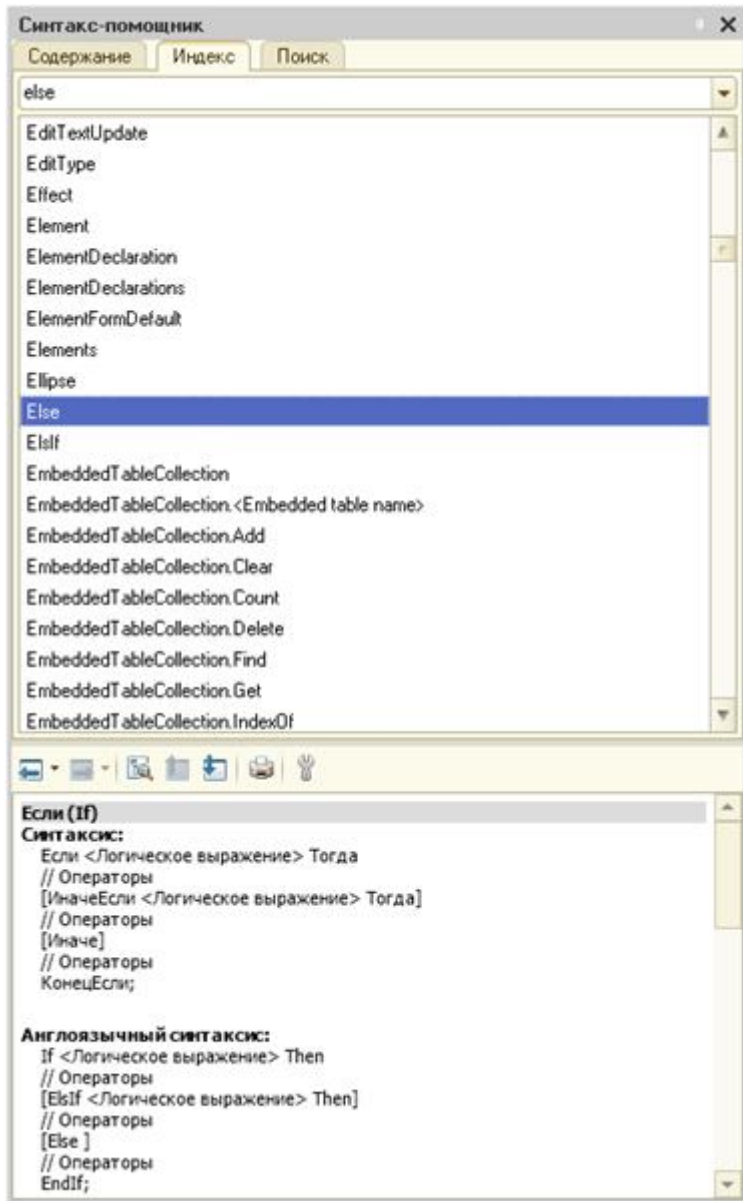 Синтакс-помощник
Содержание Индекс Поиск
else
EditTextUpdate
EditType
Effect
Element
ElementDeclaration
ElementDeclarations
ElementFormDefault
Elements
Ellipse
Else
ElsIf
EmbeddedTableCollection
EmbeddedTableCollection.<Embedded table name>
EmbeddedTableCollection.Add
EmbeddedTableCollection.Clear
EmbeddedTableCollection.Count
EmbeddedTableCollection.Delete
EmbeddedTableCollection.Find
EmbeddedTableCollection.Get
EmbeddedTableCollection.IndexOf
Если (If)
Синтаксис:
Если <Логическое выражение> Тогда
// Операторы
[ИначеЕсли <Логическое выражение> Тогда]
// Операторы
[Иначе]
// Операторы
КонецЕсли;
Англоязычный синтаксис:
If <Логическое выражение> Then
// Операторы
[ElsIf <Логическое выражение> Then]
// Операторы
[Else ]
// Операторы
EndIf;